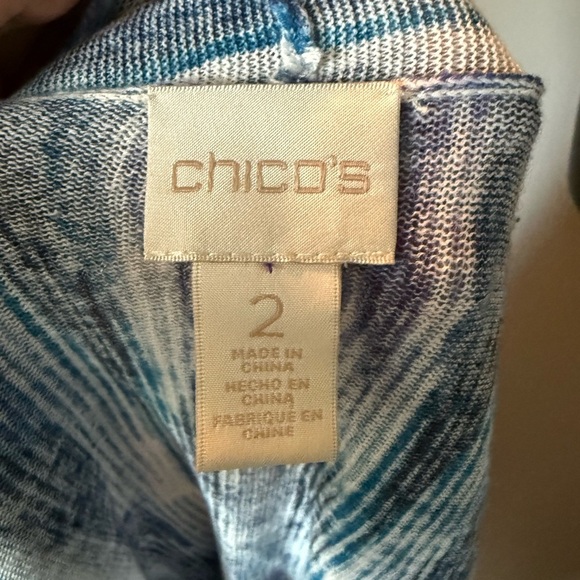 chico's
2
MADE IN
CHINA
HECHO EN
CHINA
FABRIQUE EN
CHINE